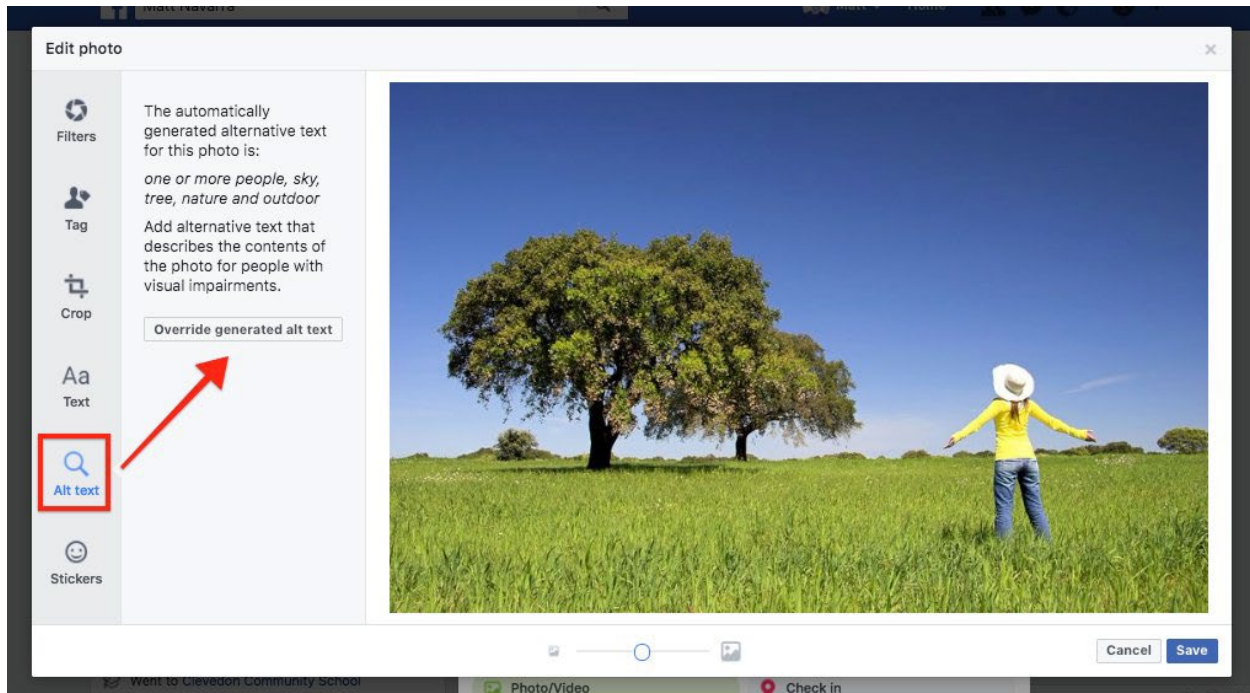 Matt Navarra
Matt
Home
Edit photo
Filters
Tag
Crop
Aa
Text
Alt text
Stickers
The automatically
generated alternative text
for this photo is:
one or more people, sky,
tree, nature and outdoor
Add alternative text that
describes the contents of
the photo for people with
visual impairments.
Override generated alt text
Cancel
Save
Went to Clevedon Community School
Photo/Video
Check in